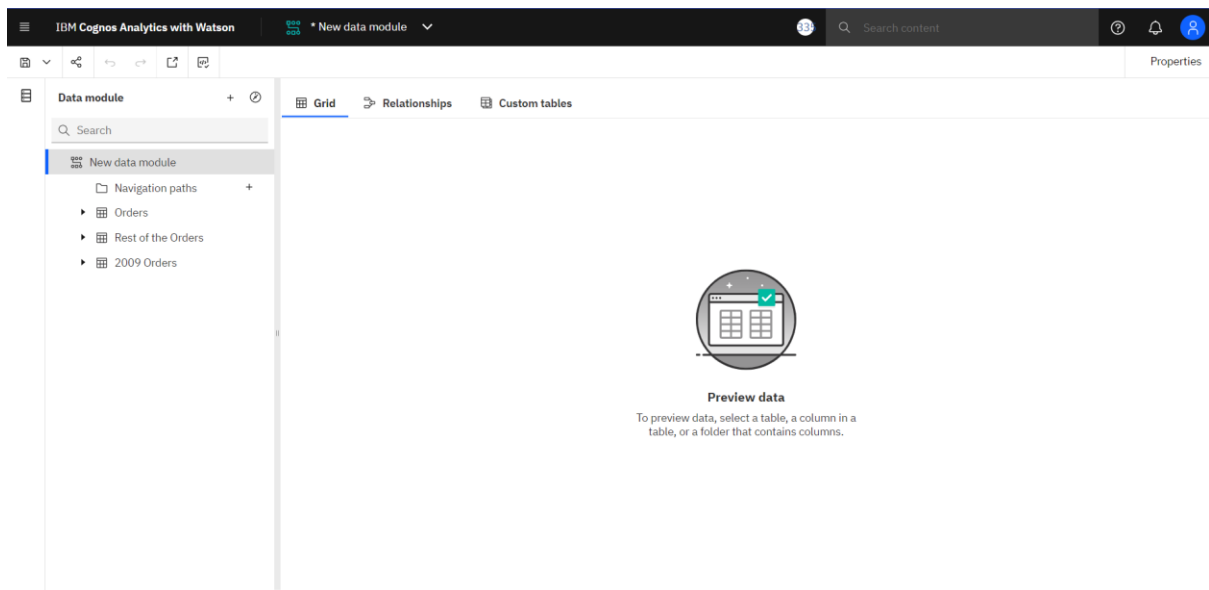 IBM Cognos Analytics with Watson
* New data module
Search content
Properties
Data module
Search
New data module
Navigation paths
Orders
Rest of the Orders
2009 Orders
Grid
Relationships
Custom tables
Preview data
To preview data, select a table, a column in a
table, or a folder that contains columns.